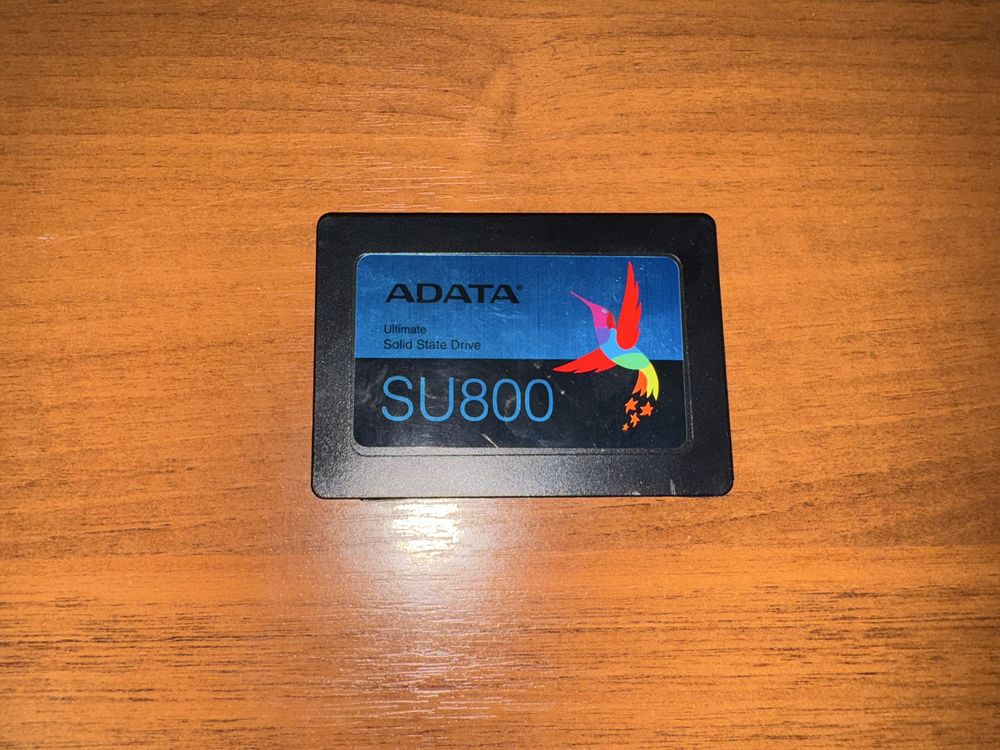 ADATA®
Ultimate
Solid State Drive
SU800